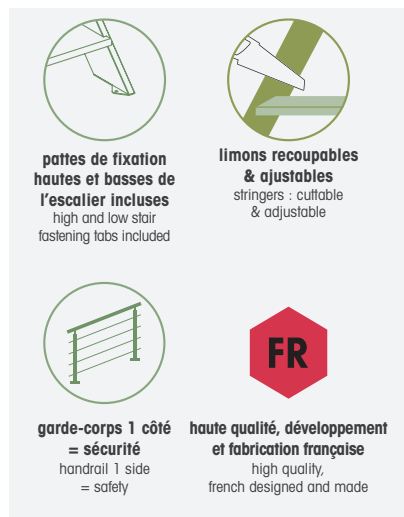 pattes de fixation
hautes et basses de
l'escalier incluses
high and low stair
fastening tabs included
limons recoupables
& ajustables
stringers : cuttable
& adjustable
garde-corps 1 côté
= sécurité
handrail 1 side
= safety
FR
haute qualité, développement
et fabrication française
high quality,
french designed and made